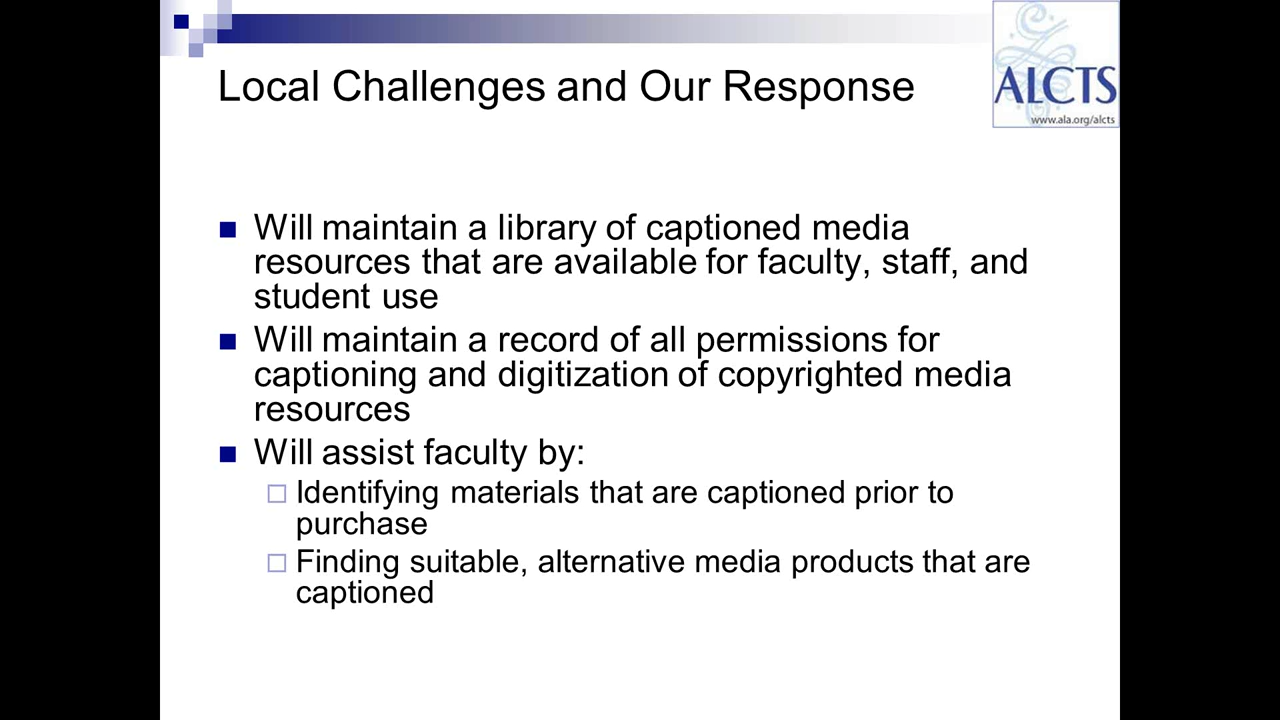 Local Challenges and Our Response
ALCTS
www.ala.org/alcts
Will maintain a library of captioned media
resources that are available for faculty, staff, and
student use
Will maintain a record of all permissions for
captioning and digitization of copyrighted media
resources
Will assist faculty by:
Identifying materials that are captioned prior to
purchase
Finding suitable, alternative media products that are
captioned